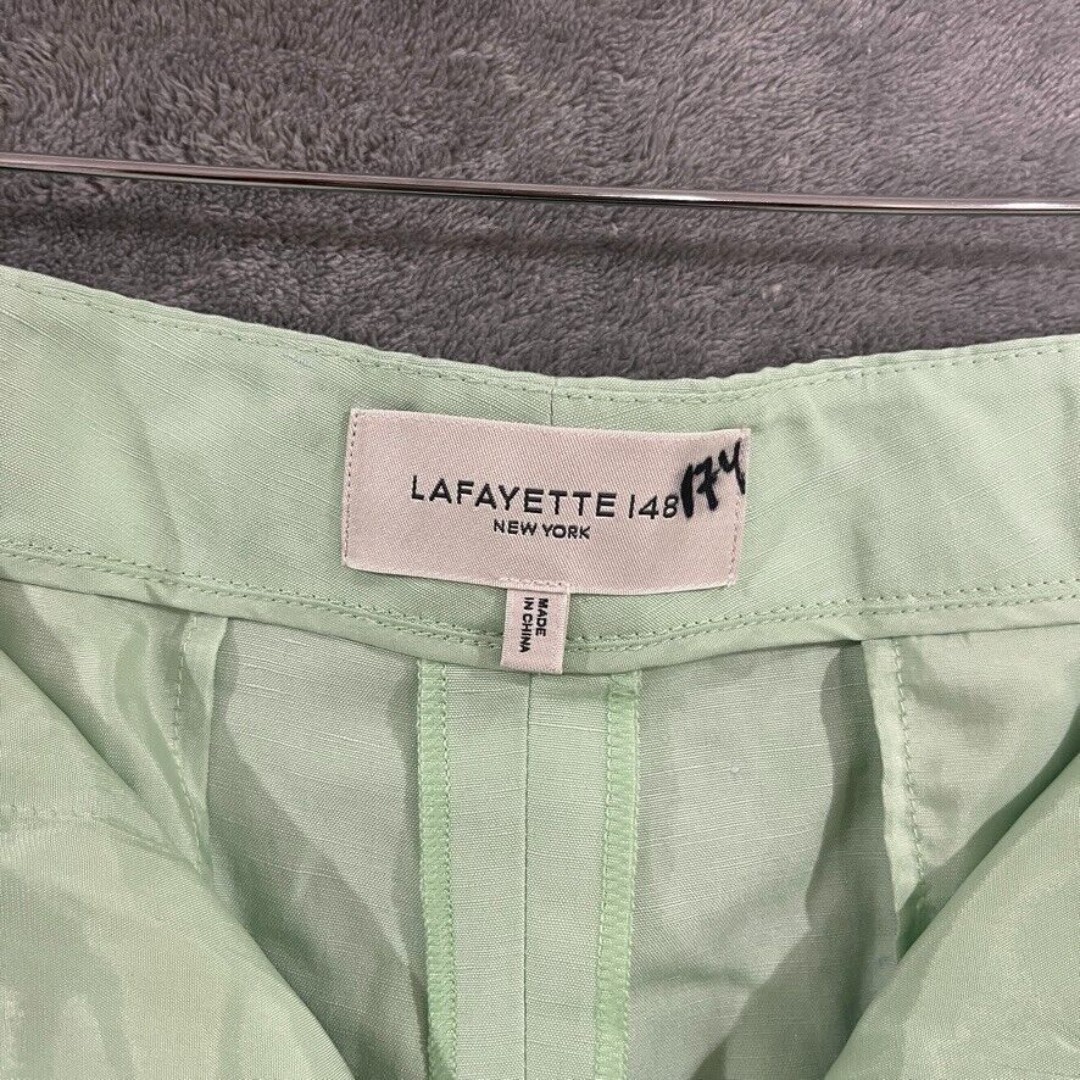 LAFAYETTE 148
NEW YORK
174
MADE
IN CHINA